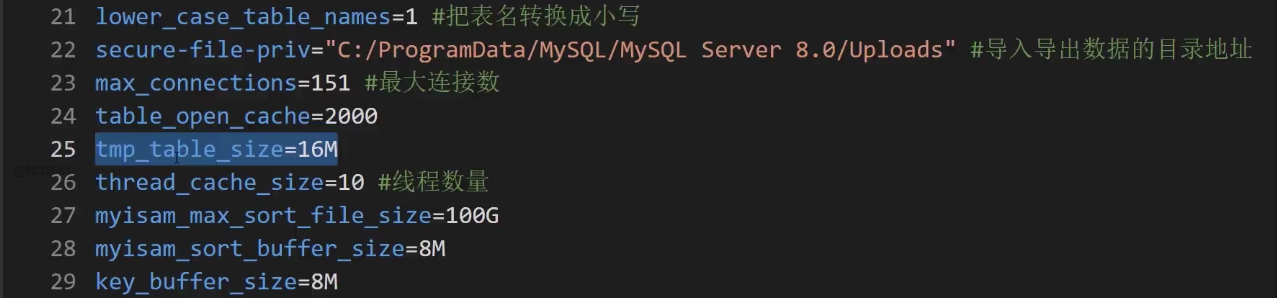 21 lower_case_table_names=1 #把表名转换成小写
22 secure-file-priv="C:/ProgramData/MySQL/MySQL Server 8.0/Uploads" #导入导出数据的目录地址
23 max_connections=151 #最大连接数
24 table_open_cache=2000
25 tmp_table_size=16M
26 thread_cache_size=10 #线程数量
27 myisam_max_sort_file_size=100G
28 myisam_sort_buffer_size=8M
29 key_buffer_size=8M